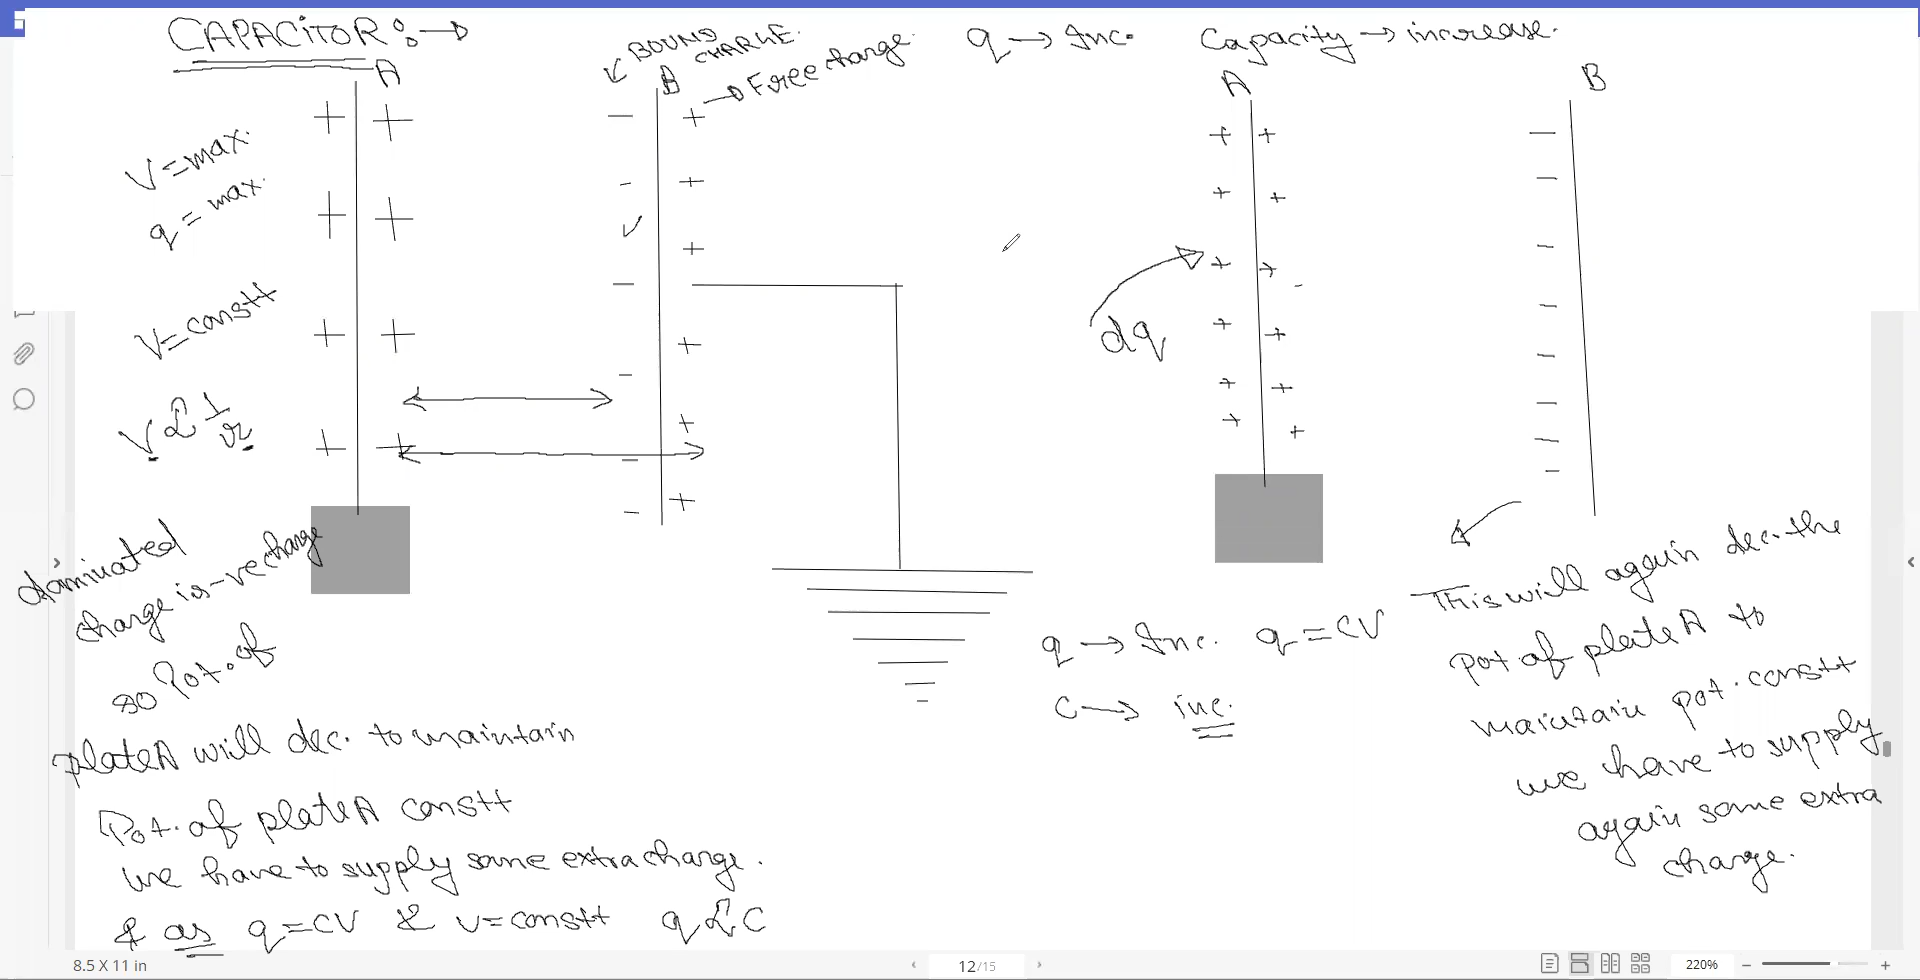 CAPACITOR :→
BOUND CHARGE.
q → Inc. Capacity → increase.
A
B
→ Free charge.
A
B
V = max.
q = max.
V = constt
V α 1/r
dq
dominated
charge is -ve charge
so Pot. of
plate A will dec. to maintain
Pot. of plate A constt
we have to supply some extra charge.
& as q = CV & V = constt q α C
q → Inc. q = CV
C → inc.
This will again dec. the
pot of plate A to
maintain pot. constt
we have to supply
again some extra
charge.
8.5 X 11 in
12/15
220%